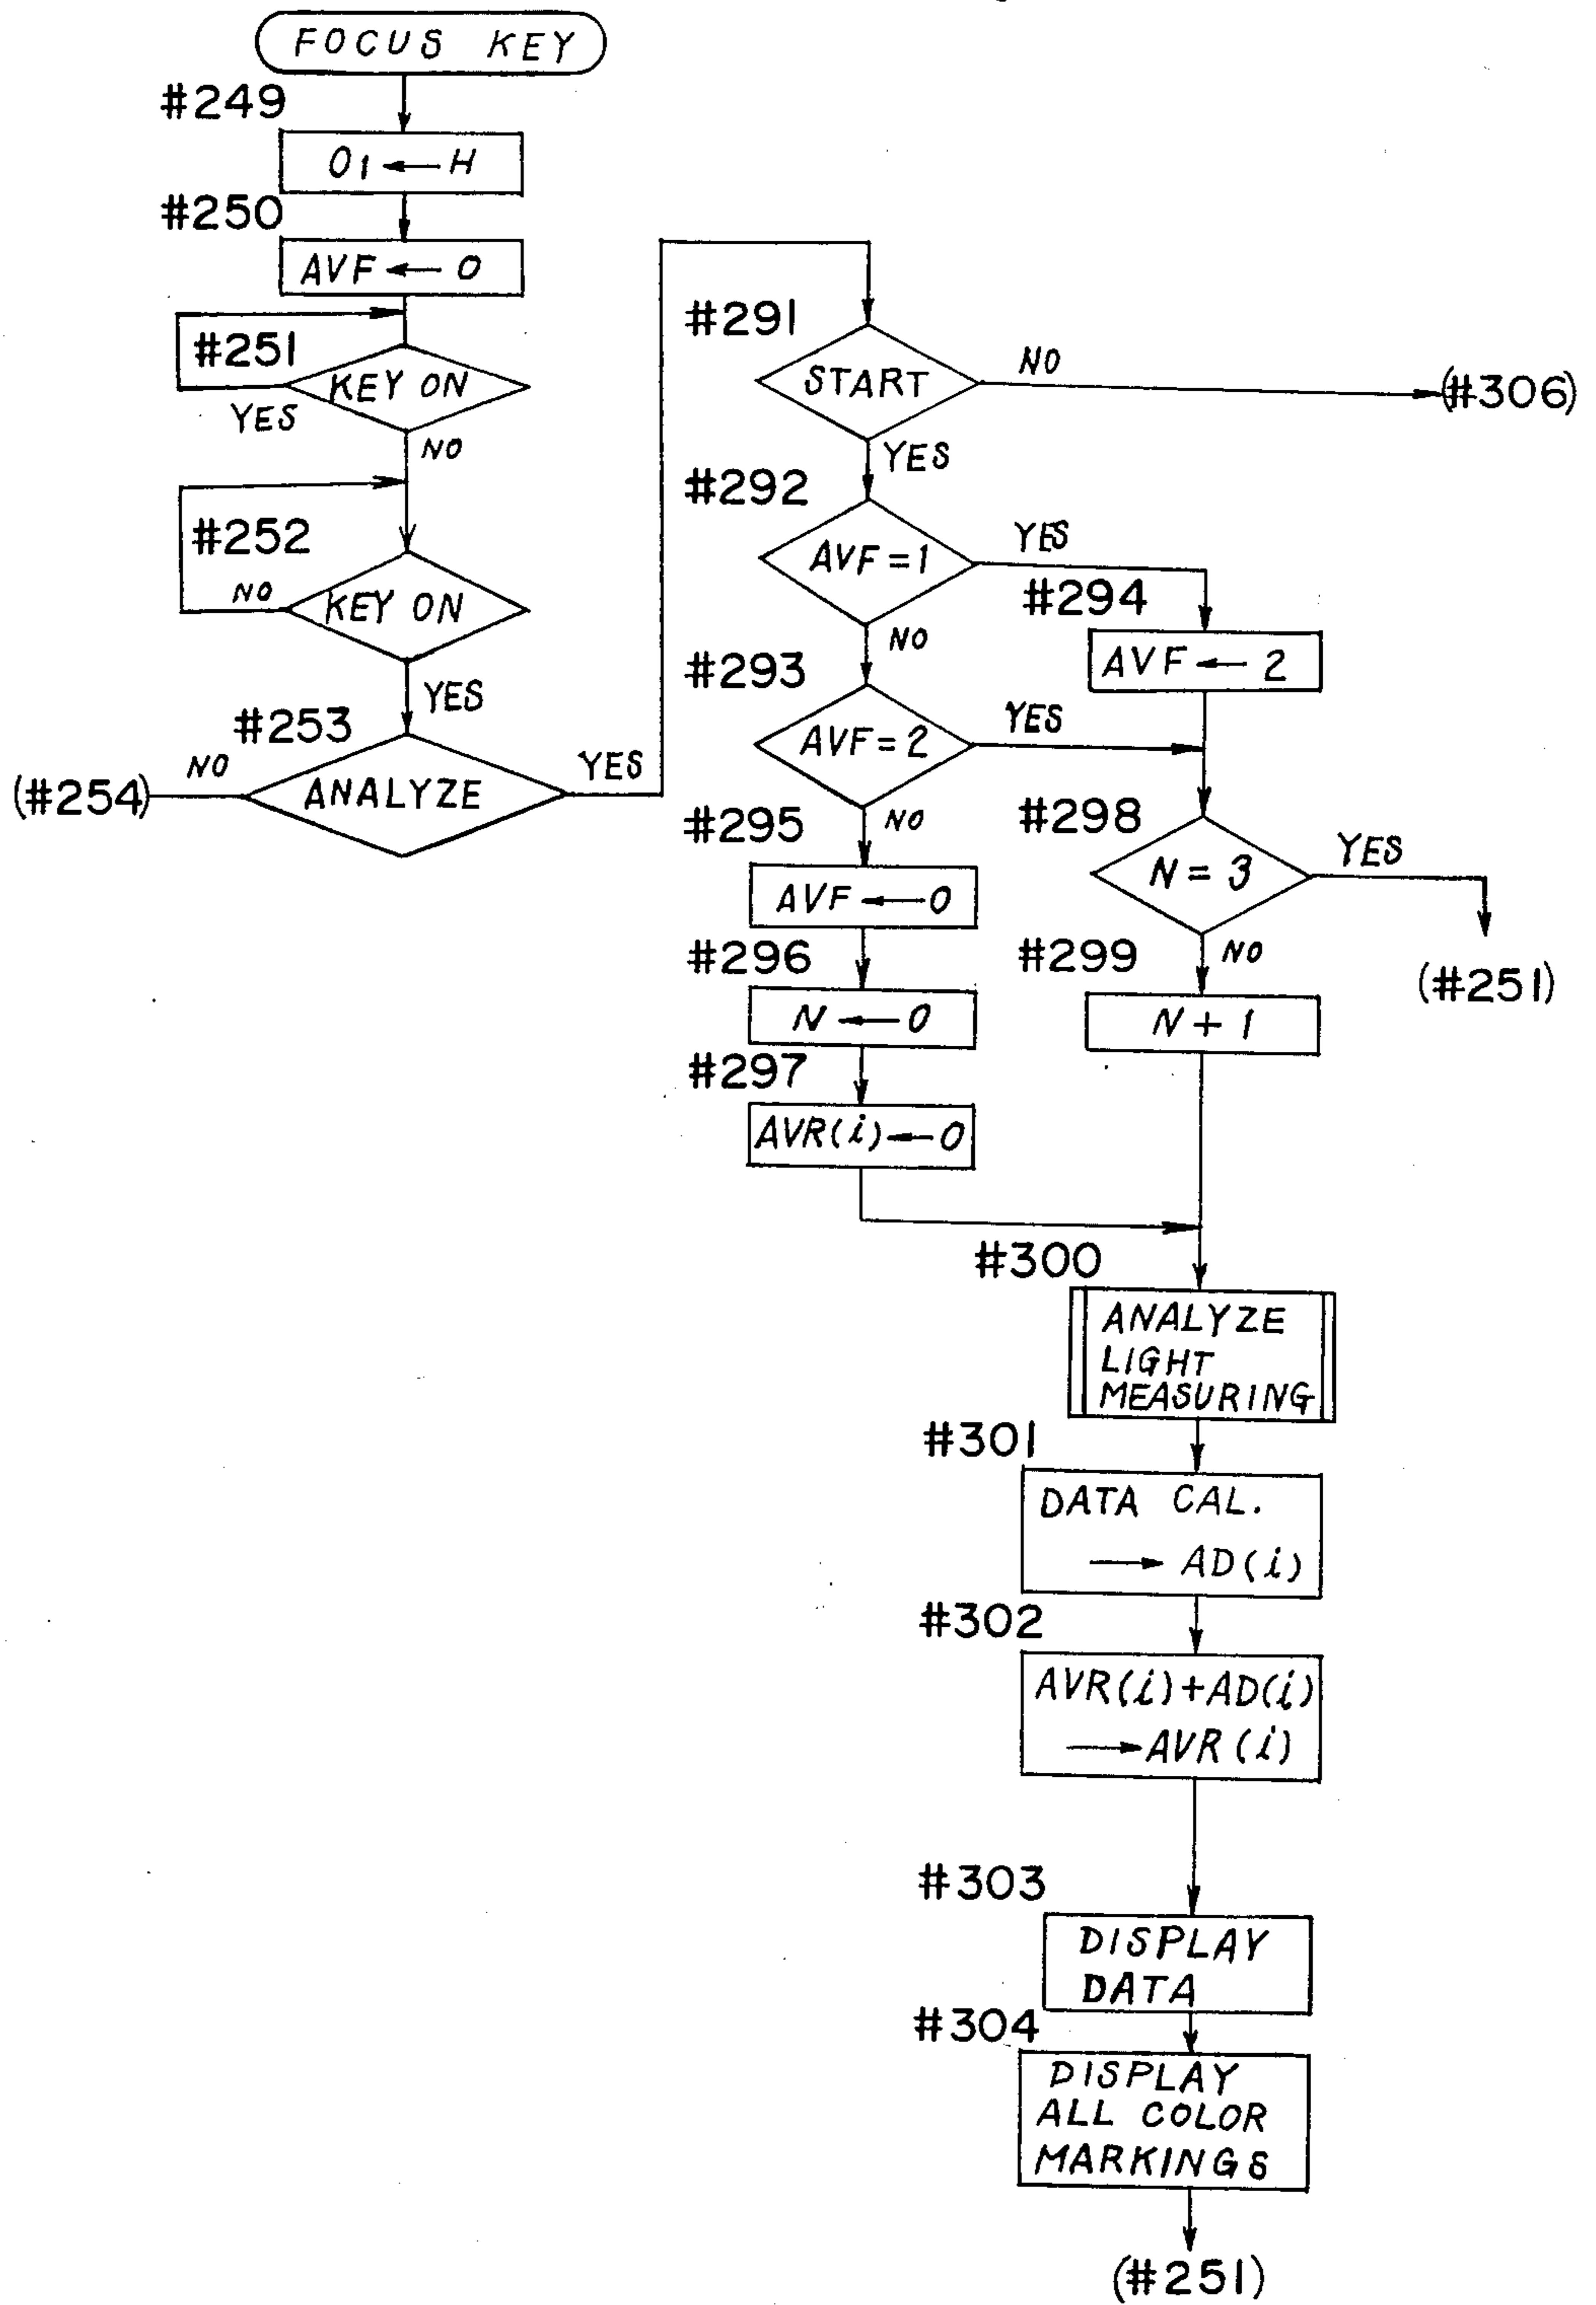 FOCUS KEY
#249
O1 ← H
#250
AVF ← 0
#251
KEY ON
YES
NO
#252
KEY ON
NO
YES
#253
ANALYZE
NO
(#254)
YES
#291
START
NO
(#306)
YES
#292
AVF = 1
YES
NO
#294
AVF ← 2
#293
AVF = 2
YES
NO
#295
AVF ← 0
#296
N ← 0
#297
AVR(i) ← 0
#298
N = 3
YES
(#251)
NO
#299
N + 1
#300
ANALYZE
LIGHT
MEASURING
#301
DATA CAL.
→ AD(i)
#302
AVR(i)+AD(i)
→ AVR(i)
#303
DISPLAY
DATA
#304
DISPLAY
ALL COLOR
MARKINGS
(#251)